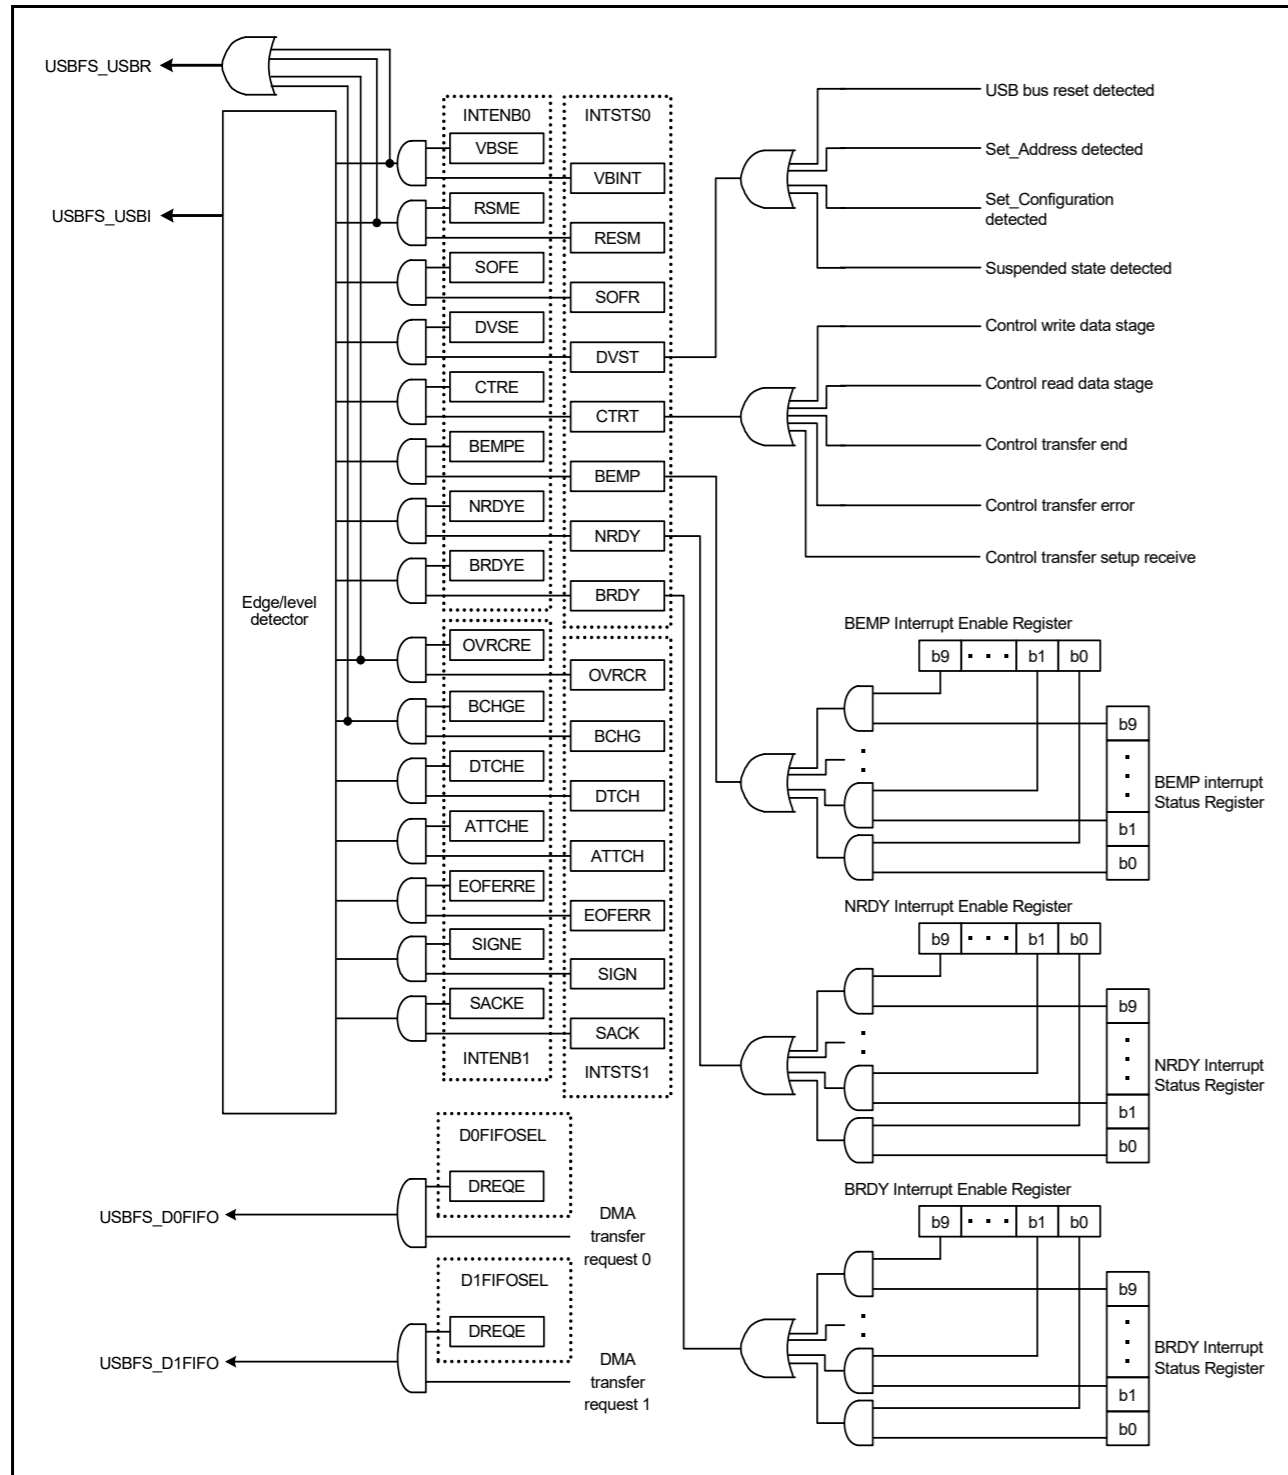 USBFS_USBR
USBFS_USBI
Edge/level
detector
INTENB0
VBSE
RSME
SOFE
DVSE
CTRE
BEMPE
NRDYE
BRDYE
OVRCRE
BCHGE
DTCHE
ATTCHE
EOFERRE
SIGNE
SACKE
INTENB1
INTSTS0
VBINT
RESM
SOFR
DVST
CTRT
BEMP
NRDY
BRDY
OVRCR
BCHG
DTCH
ATTCH
EOFERR
SIGN
SACK
INTSTS1
USB bus reset detected
Set_Address detected
Set_Configuration
detected
Suspended state detected
Control write data stage
Control read data stage
Control transfer end
Control transfer error
Control transfer setup receive
BEMP Interrupt Enable Register
b9 b1 b0
b9
BEMP interrupt
Status Register
b1
b0
NRDY Interrupt Enable Register
b9 b1 b0
b9
NRDY Interrupt
Status Register
b1
b0
BRDY Interrupt Enable Register
b9 b1 b0
b9
BRDY Interrupt
Status Register
b1
b0
D0FIFOSEL
DREQE
USBFS_D0FIFO
DMA
transfer
request 0
D1FIFOSEL
DREQE
USBFS_D1FIFO
DMA
transfer
request 1